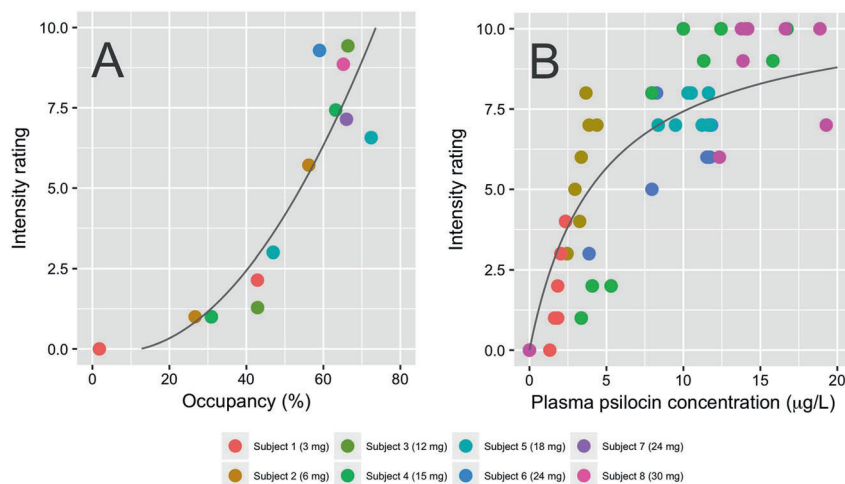 A
B
Intensity rating
10.0
7.5
5.0
2.5
0.0
0 20 40 60 80
Occupancy (%)
Intensity rating
10.0
7.5
5.0
2.5
0.0
0 5 10 15 20
Plasma psilocin concentration (μg/L)
Subject 1 (3 mg) Subject 3 (12 mg) Subject 5 (18 mg) Subject 7 (24 mg)
Subject 2 (6 mg) Subject 4 (15 mg) Subject 6 (24 mg) Subject 8 (30 mg)